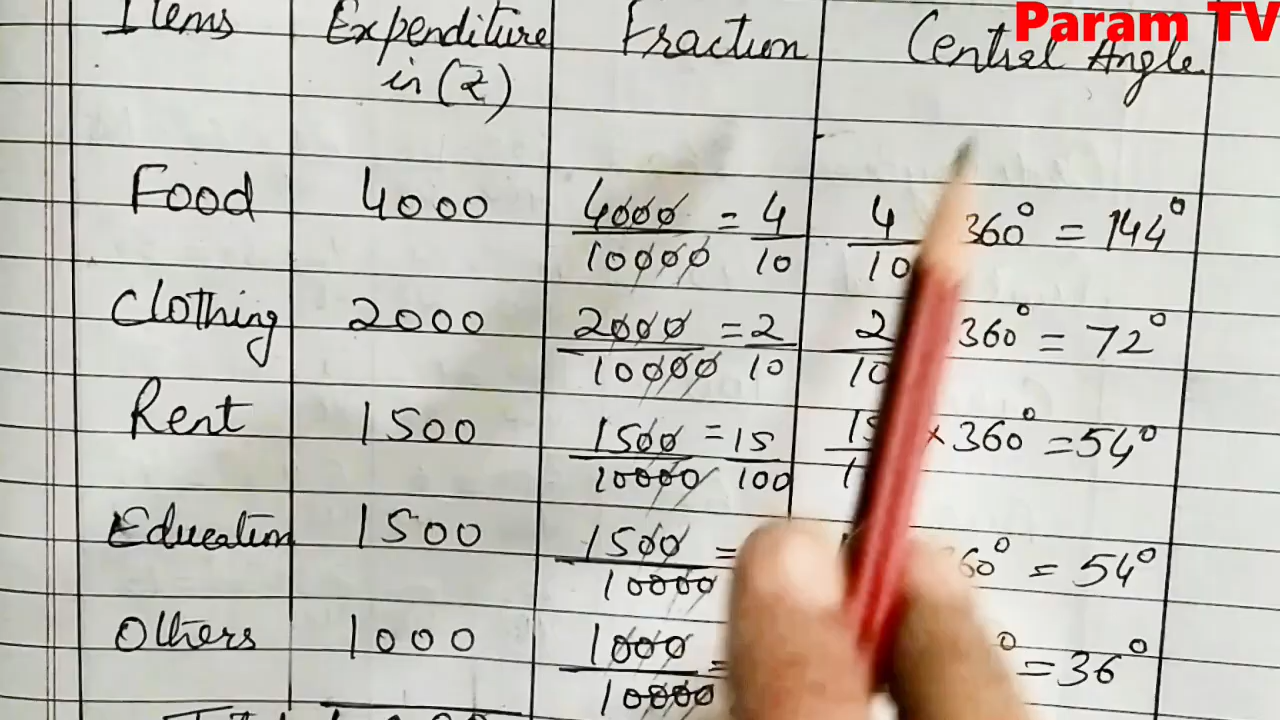 Param TV
Items Expenditure in (₹) Fraction Central Angle
Food 4000 4000/10000 = 4/10 4/10 360° = 144°
Clothing 2000 2000/10000 = 2/10 2/10 360° = 72°
Rent 1500 1500/10000 = 15/100 × 360° = 54°
Education 1500 1500/10000 = 60° = 54°
Others 1000 1000/10000 = ° = 36°